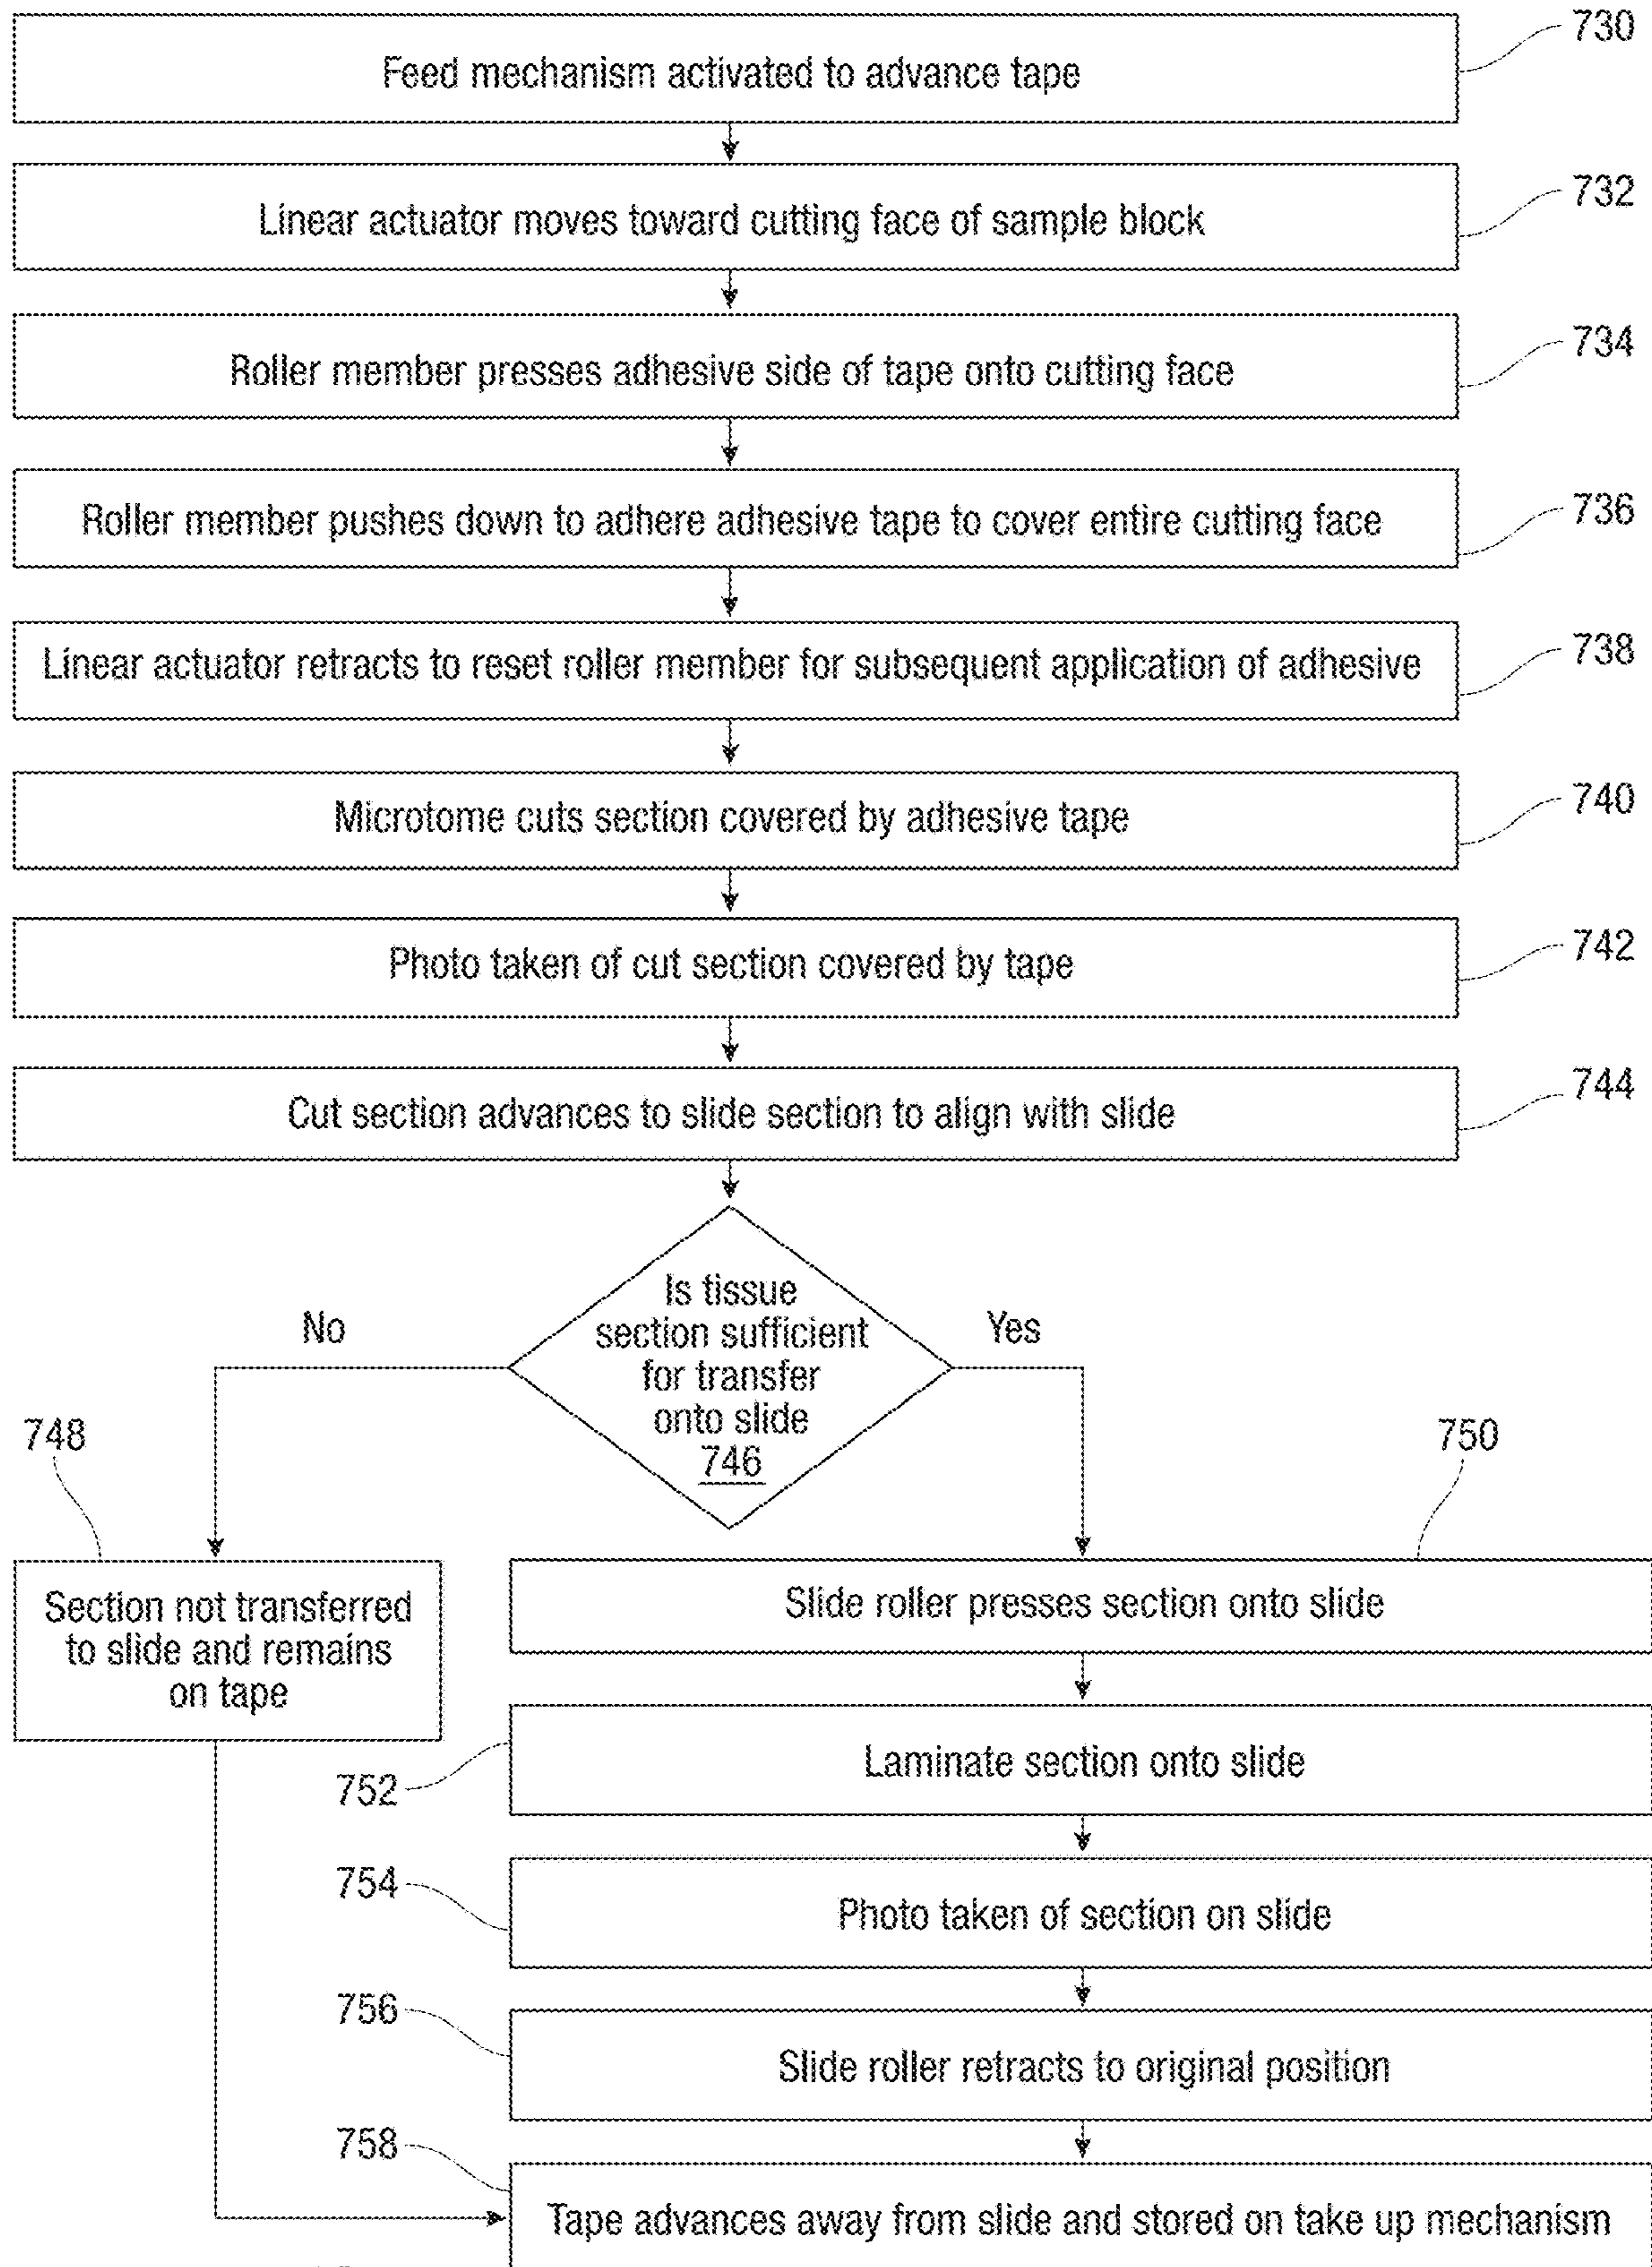 730
Feed mechanism activated to advance tape
732
Linear actuator moves toward cutting face of sample block
734
Roller member presses adhesive side of tape onto cutting face
736
Roller member pushes down to adhere adhesive tape to cover entire cutting face
738
Linear actuator retracts to reset roller member for subsequent application of adhesive
740
Microtome cuts section covered by adhesive tape
742
Photo taken of cut section covered by tape
744
Cut section advances to slide section to align with slide
Is tissue
section sufficient
for transfer
onto slide
746
No
Yes
748
Section not transferred
to slide and remains
on tape
750
Slide roller presses section onto slide
752
Laminate section onto slide
754
Photo taken of section on slide
756
Slide roller retracts to original position
758
Tape advances away from slide and stored on take up mechanism